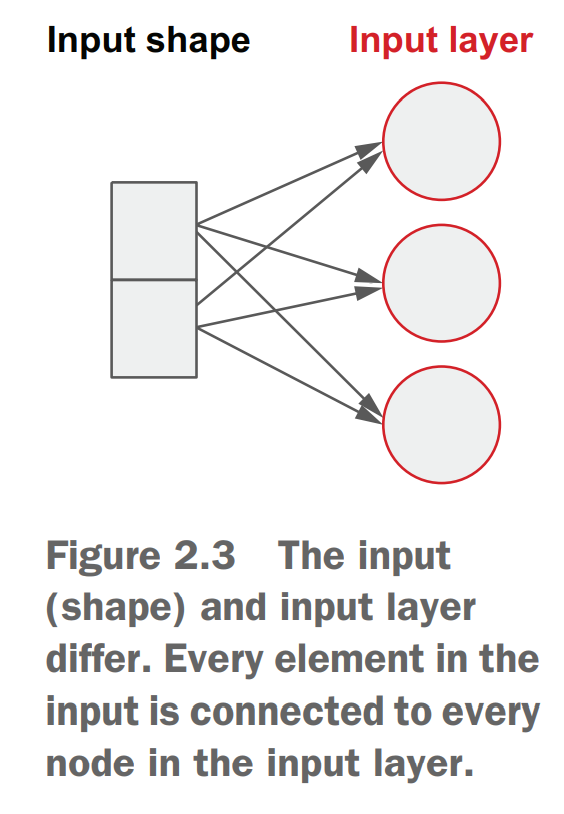 Input shape
Input layer
Figure 2.3 The input
(shape) and input layer
differ. Every element in the
input is connected to every
node in the input layer.